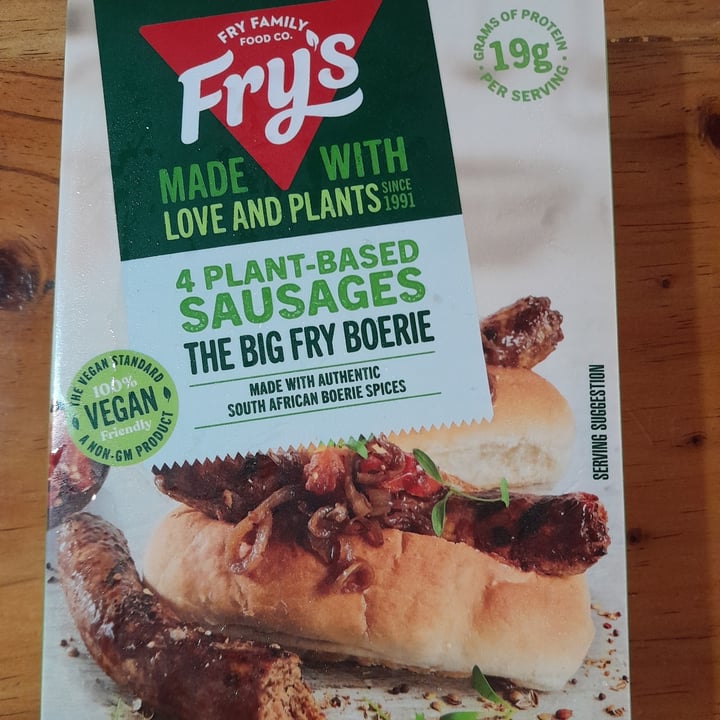 FRY FAMILY
FOOD CO.
Fry's
MADE WITH
LOVE AND PLANTS
SINCE
1991
GRAMS OF PROTEIN
19g
PER SERVING
4 PLANT-BASED
SAUSAGES
THE BIG FRY BOERIE
MADE WITH AUTHENTIC
SOUTH AFRICAN BOERIE SPICES
THE VEGAN STANDARD
100%
VEGAN
Friendly
A NON-GM PRODUCT
SERVING SUGGESTION